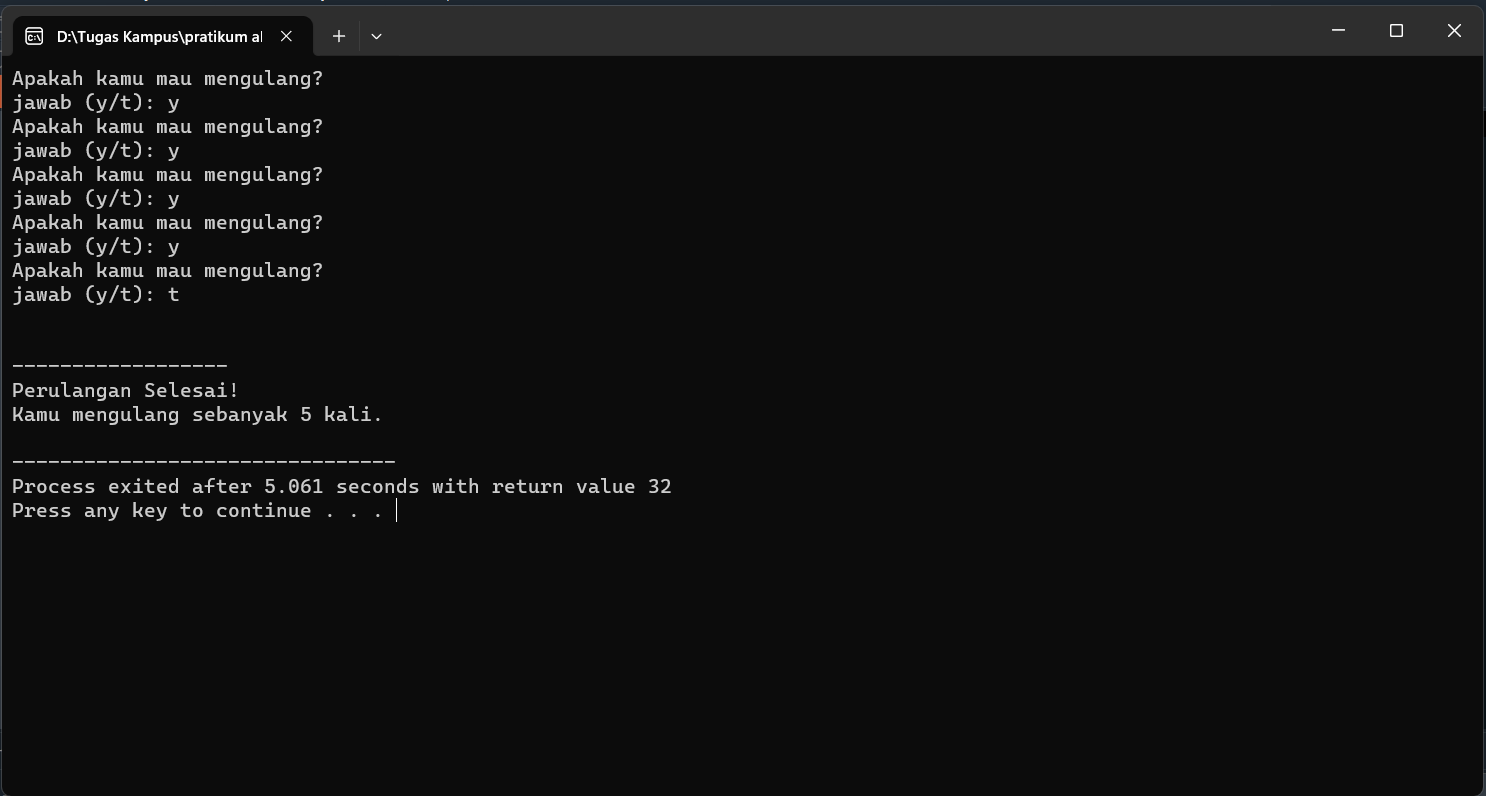 D:\Tugas Kampus\pratikum al
Apakah kamu mau mengulang?
jawab (y/t): y
Apakah kamu mau mengulang?
jawab (y/t): y
Apakah kamu mau mengulang?
jawab (y/t): y
Apakah kamu mau mengulang?
jawab (y/t): y
Apakah kamu mau mengulang?
jawab (y/t): t
------------------
Perulangan Selesai!
Kamu mengulang sebanyak 5 kali.
--------------------------------
Process exited after 5.061 seconds with return value 32
Press any key to continue . . .